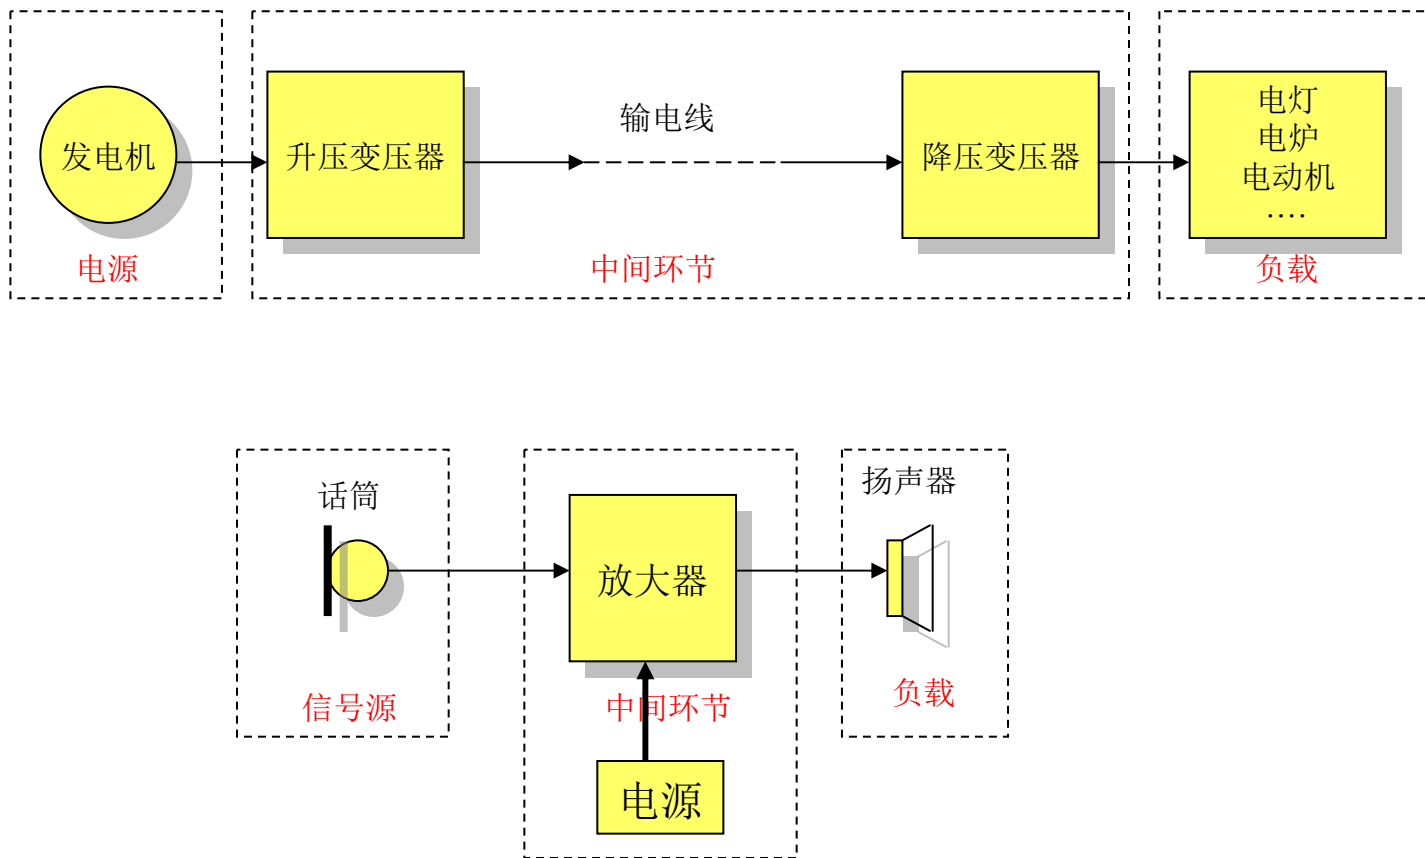 发电机
电源
升压变压器
输电线
降压变压器
中间环节
电灯
电炉
电动机
....
负载
话筒
信号源
放大器
中间环节
电源
扬声器
负载